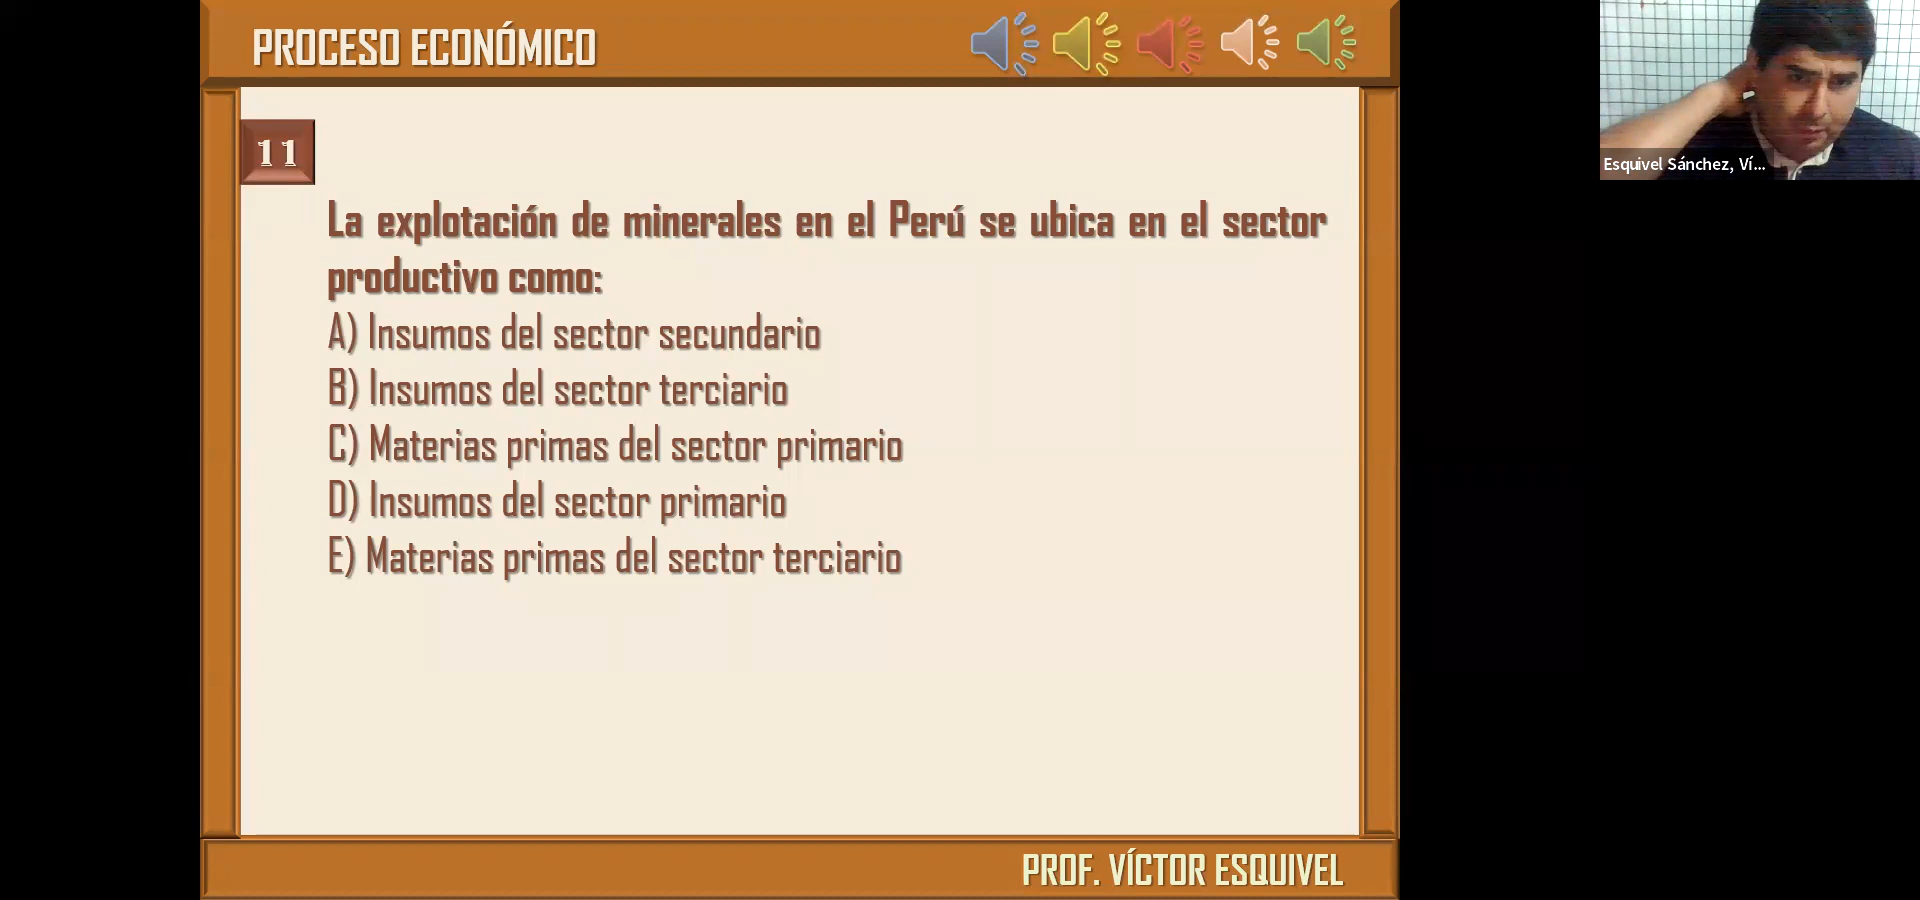 PROCESO ECONÓMICO
11
La explotación de minerales en el Perú se ubica en el sector
productivo como:
A) Insumos del sector secundario
B) Insumos del sector terciario
C) Materias primas del sector primario
D) Insumos del sector primario
E) Materias primas del sector terciario
PROF. VÍCTOR ESQUIVEL
Esquivel Sánchez, Ví...